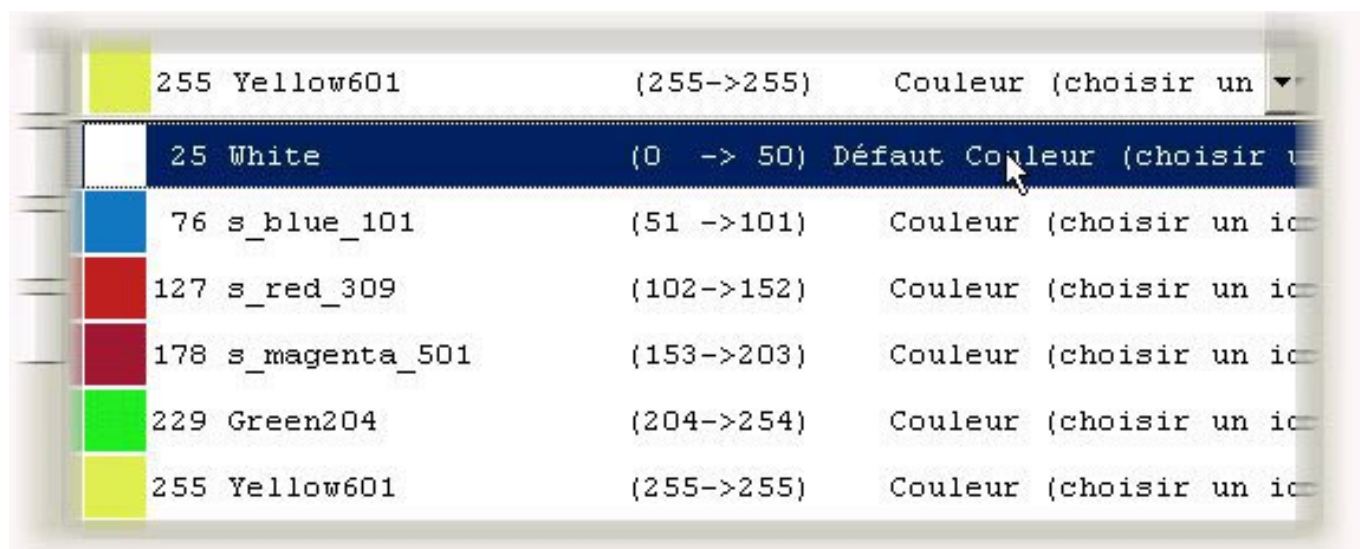 255 Yellow601 (255->255) Couleur (choisir un
25 White (0 -> 50) Défaut Couleur (choisir
76 s_blue_101 (51 ->101) Couleur (choisir un
127 s_red_309 (102->152) Couleur (choisir un
178 s_magenta_501 (153->203) Couleur (choisir un
229 Green204 (204->254) Couleur (choisir un
255 Yellow601 (255->255) Couleur (choisir un